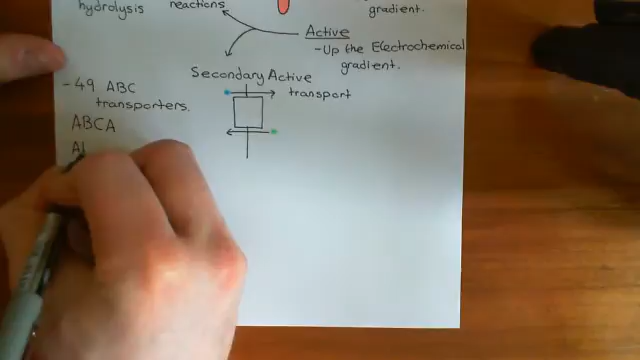 hydrolysis reactions gradient.
Active
-Up the Electrochemical
gradient.
Secondary Active
transport
-49 ABC
transporters.
ABCA